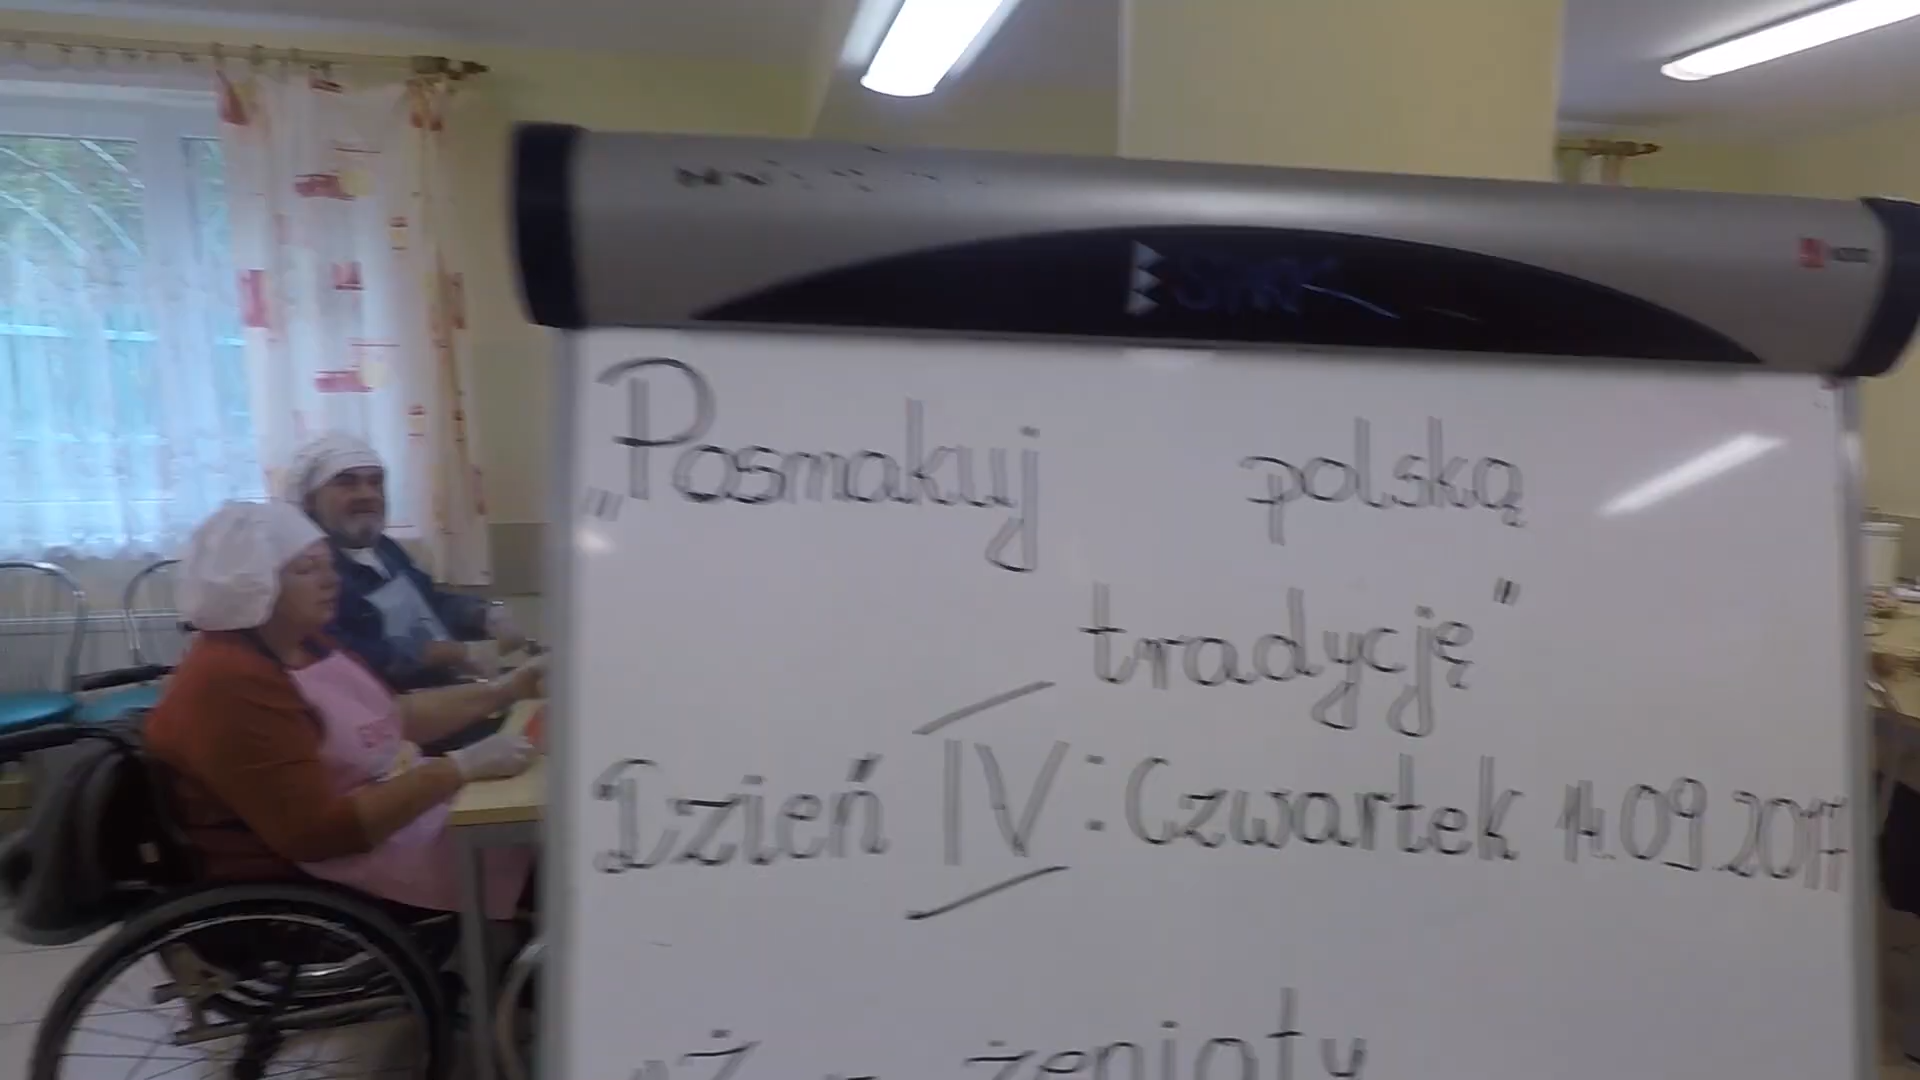 „Posmakuj polską
tradycję"
Dzień IV: Czwartek 14.09.2017